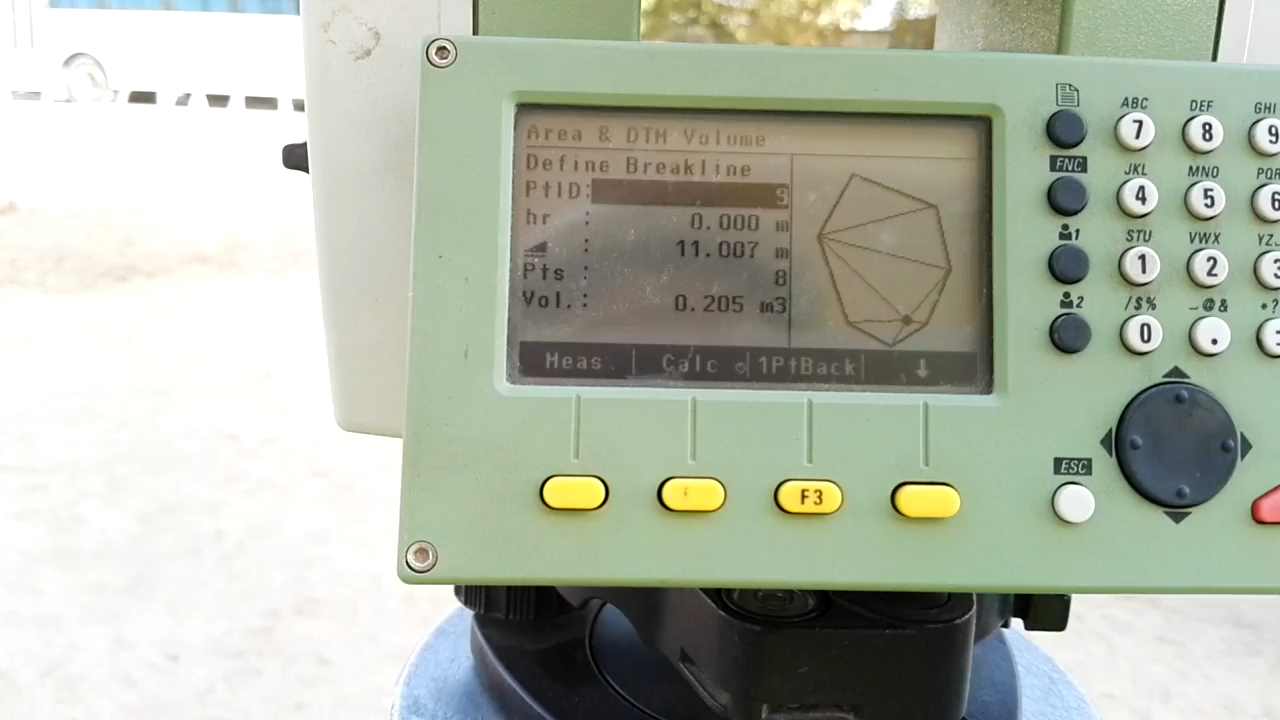 Area & DTM Volume
Define Breakline
PtID: 9
hr : 0.000 m
: 11.007 m
Pts : 8
Vol.: 0.205 m3
Meas Calc 1PtBack ↓
F3
ABC DEF GHI
7 8 9
FNC
JKL MNO PQR
4 5 6
1 STU VWX YZ
1 2 3
2 /$% _@& *?
0 .
ESC